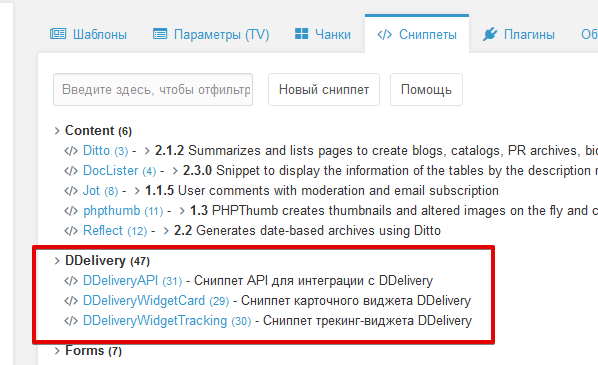 Шаблоны Параметры (TV) Чанки Сниппеты Плагины Об
Введите здесь, чтобы отфильтр Новый сниппет Помощь
Content (6)
Ditto (3) - > 2.1.2 Summarizes and lists pages to create blogs, catalogs, PR archives, bio
DocLister (4) - > 2.3.0 Snippet to display the information of the tables by the description r
Jot (8) - > 1.1.5 User comments with moderation and email subscription
phpthumb (11) - > 1.3 PHPThumb creates thumbnails and altered images on the fly and c
Reflect (12) - > 2.2 Generates date-based archives using Ditto
DDelivery (47)
DDeliveryAPI (31) - Сниппет API для интеграции с DDelivery
DDeliveryWidgetCard (29) - Сниппет карточного виджета DDelivery
DDeliveryWidgetTracking (30) - Сниппет трекинг-виджета DDelivery
Forms (7)